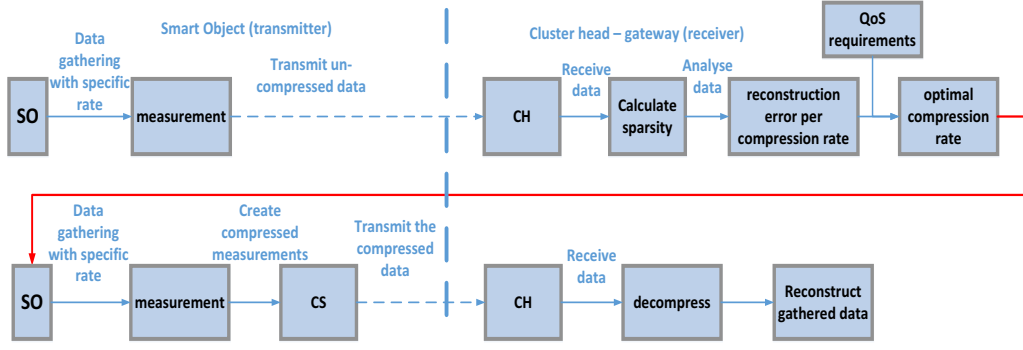 Smart Object (transmitter)
Cluster head – gateway (receiver)
QoS
requirements
Data
gathering
with specific
rate
Transmit un-
compressed data
Receive
data
Analyse
data
SO
measurement
CH
Calculate
sparsity
reconstruction
error per
compression rate
optimal
compression
rate
Data
gathering
with specific
rate
Create
compressed
measurements
Transmit the
compressed
data
Receive
data
SO
measurement
CS
CH
decompress
Reconstruct
gathered data